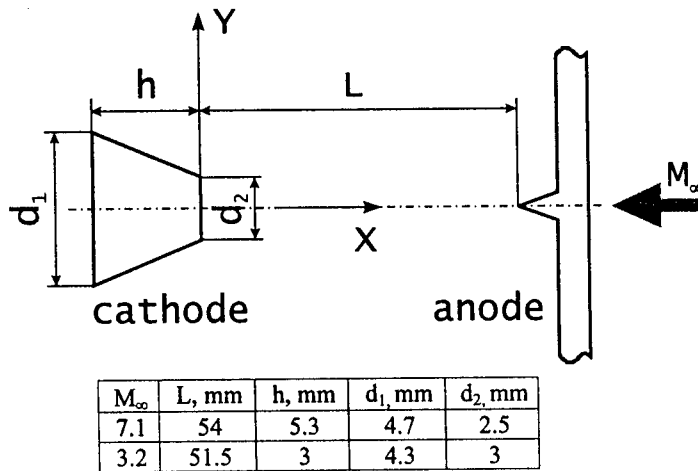 Y
h
L
d₁
d₂
M∞
X
cathode
anode
M∞ L, mm h, mm d₁, mm d₂, mm
7.1 54 5.3 4.7 2.5
3.2 51.5 3 4.3 3